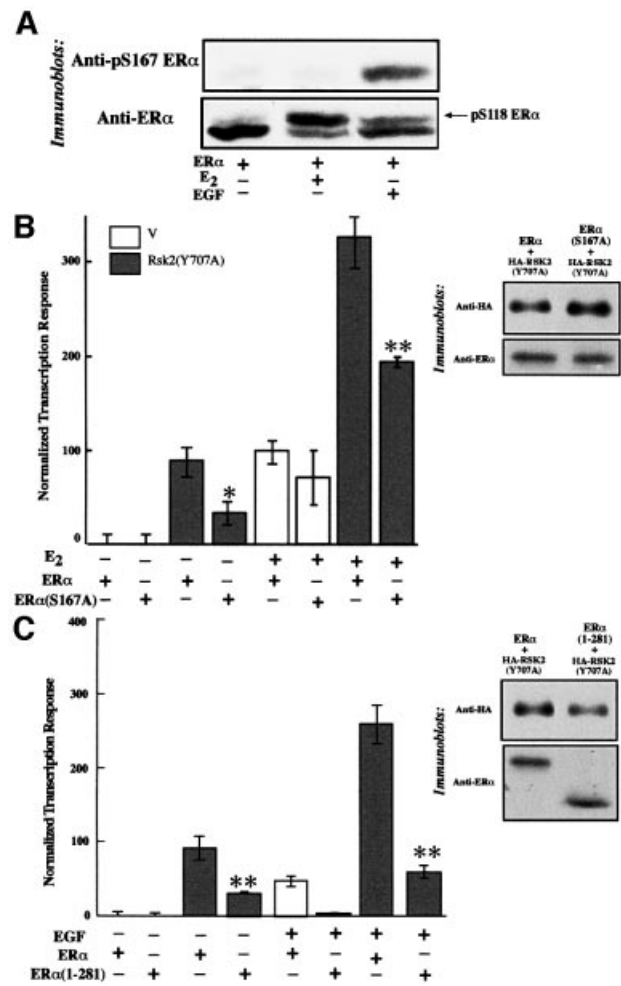 A
Immunoblots:
Anti-pS167 ERα
Anti-ERα
pS118 ERα
ERα + + +
E2 – + –
EGF – – +
B
Normalized Transcription Response
300
200
100
0
V
Rsk2(Y707A)
*
**
E2 – – – – + + + +
ERα + – + – + – + –
ERα(S167A) – + – + – + – +
Immunoblots:
ERα + HA-RSK2 (Y707A)
ERα (S167A) + HA-RSK2 (Y707A)
Anti-HA
Anti-ERα
C
Normalized Transcription Response
400
300
200
100
0
**
**
EGF – – – – + + + +
ERα + – + – + – + –
ERα(1-281) – + – + – + – +
Immunoblots:
ERα + HA-RSK2 (Y707A)
ERα (1-281) + HA-RSK2 (Y707A)
Anti-HA
Anti-ERα